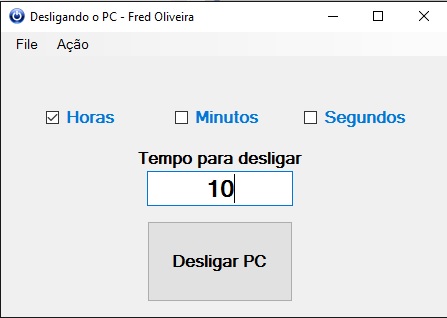 Desligando o PC - Fred Oliveira
File Ação
Horas Minutos Segundos
Tempo para desligar
10
Desligar PC